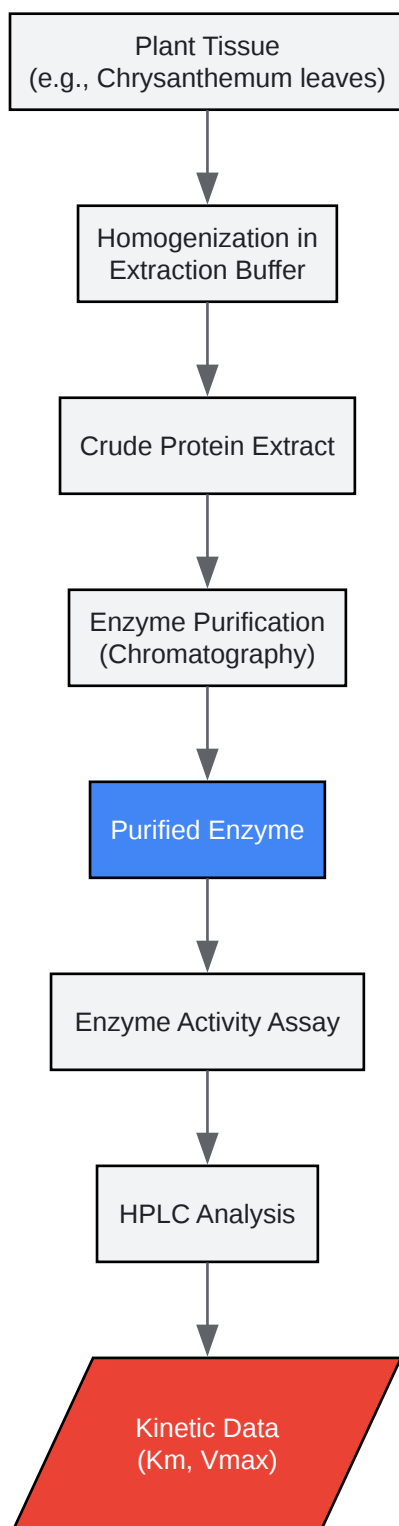 Plant Tissue
(e.g., Chrysanthemum leaves)
Homogenization in
Extraction Buffer
Crude Protein Extract
Enzyme Purification
(Chromatography)
Purified Enzyme
Enzyme Activity Assay
HPLC Analysis
Kinetic Data
(Km, Vmax)